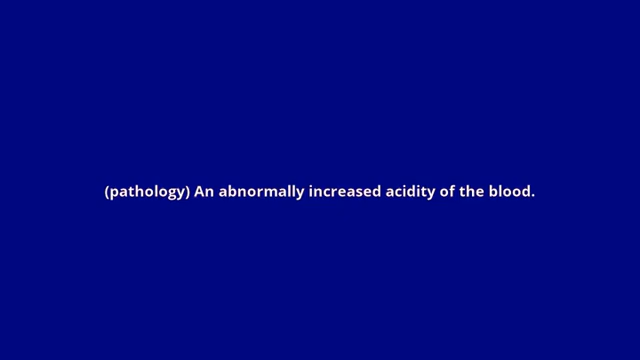 (pathology) An abnormally increased acidity of the blood.